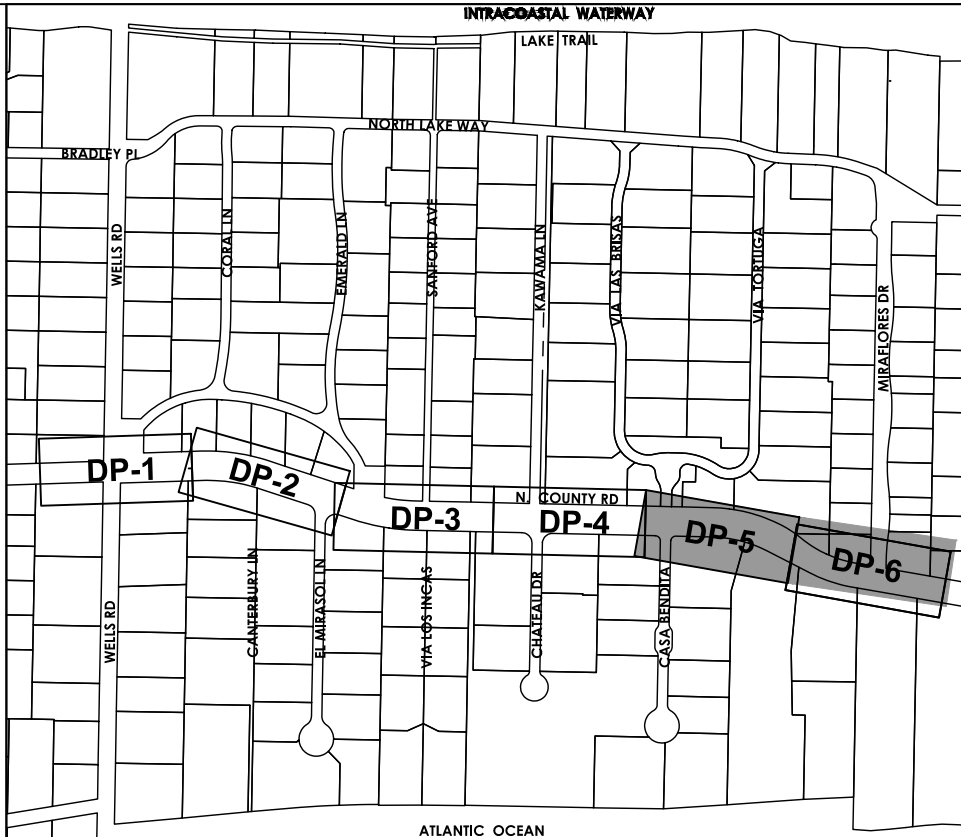 INTRACOASTAL WATERWAY
LAKE TRAIL
NORTH LAKE WAY
BRADLEY PL
WELLS RD
CORAL LN
EMERALD LN
SANFORD AVE
KAWAMA LN
VIA LAS BRISAS
VIA TORTUGA
MIRAFLORES DR
DP-1
DP-2
DP-3
N. COUNTY RD
DP-4
DP-5
DP-6
WELLS RD
CANTERBURY LN
EL MIRASOL LN
VIA LOS INCAS
CHATEAU DR
CASA BENDITA
ATLANTIC OCEAN